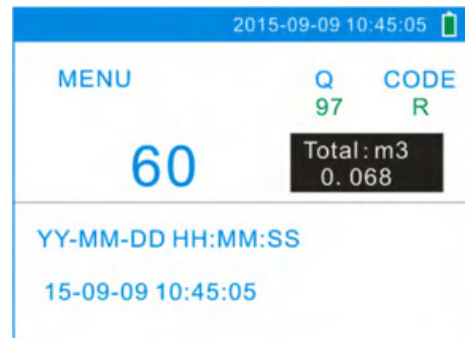 2015-09-09 10:45:05
MENU Q CODE
97 R
60 Total: m3
0.068
YY-MM-DD HH:MM:SS
15-09-09 10:45:05